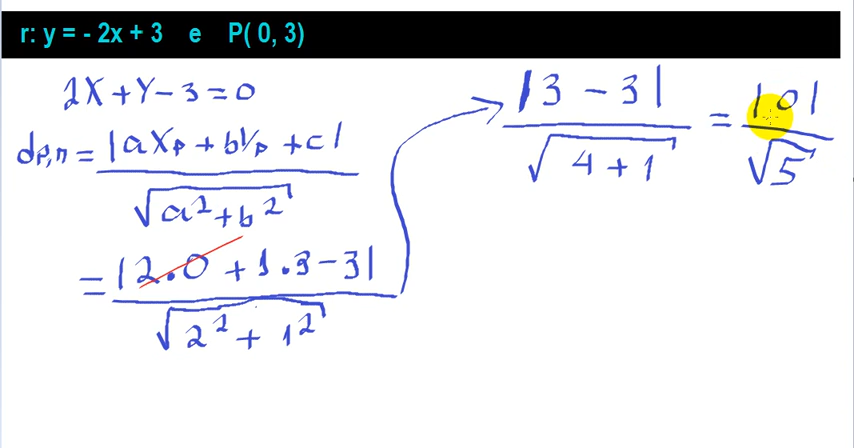 r: y = - 2x + 3 e P( 0, 3)
2X + Y - 3 = 0
dP,r = |aXP + bYP + c|
√a² + b²
= |2.0 + 1.3 - 3|
√2² + 1²
|3 - 3|
√4 + 1
= |0|
√5